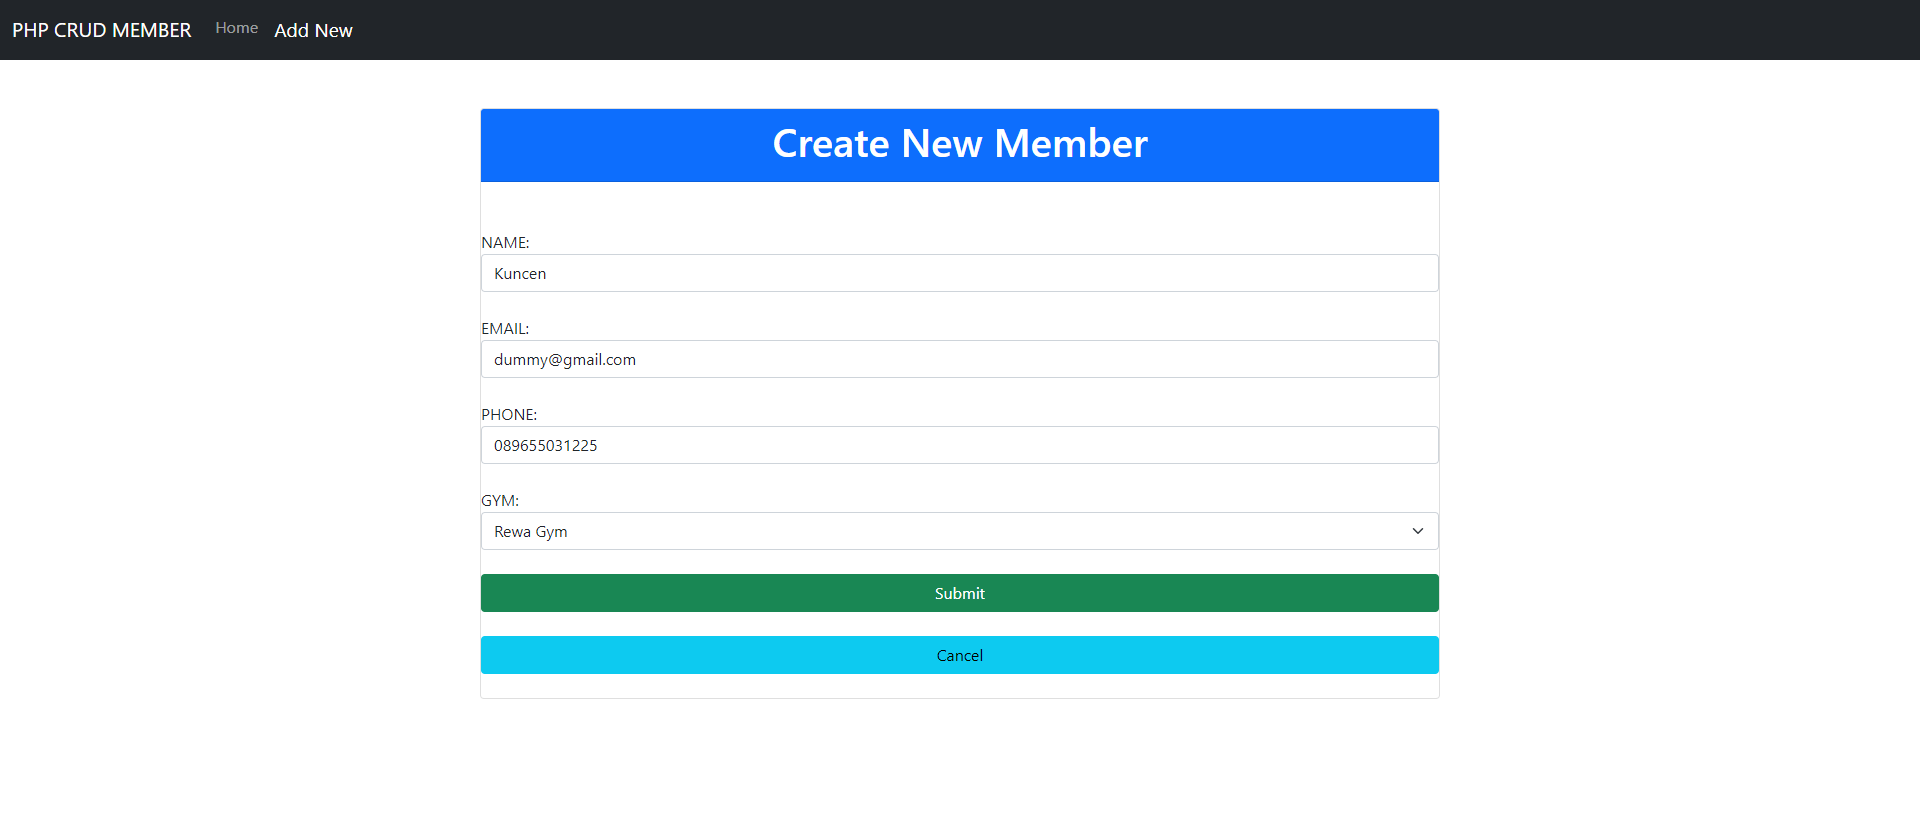 PHP CRUD MEMBER Home Add New
Create New Member
NAME:
Kuncen
EMAIL:
dummy@gmail.com
PHONE:
089655031225
GYM:
Rewa Gym
Submit
Cancel